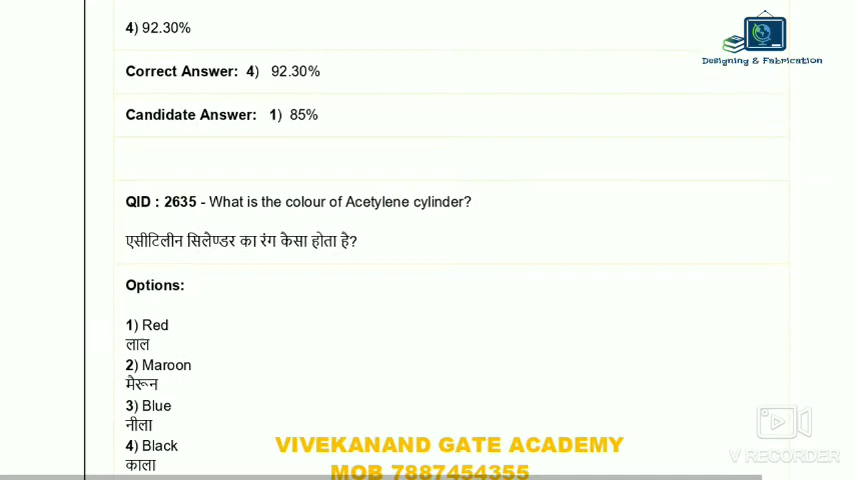 4) 92.30%
Designing & Fabrication
Correct Answer: 4) 92.30%
Candidate Answer: 1) 85%
QID : 2635 - What is the colour of Acetylene cylinder?
एसीटिलीन सिलेण्डर का रंग कैसा होता है?
Options:
1) Red
लाल
2) Maroon
मैरून
3) Blue
नीला
4) Black
काला
VIVEKANAND GATE ACADEMY
MOB 7887454355
V RECORDER